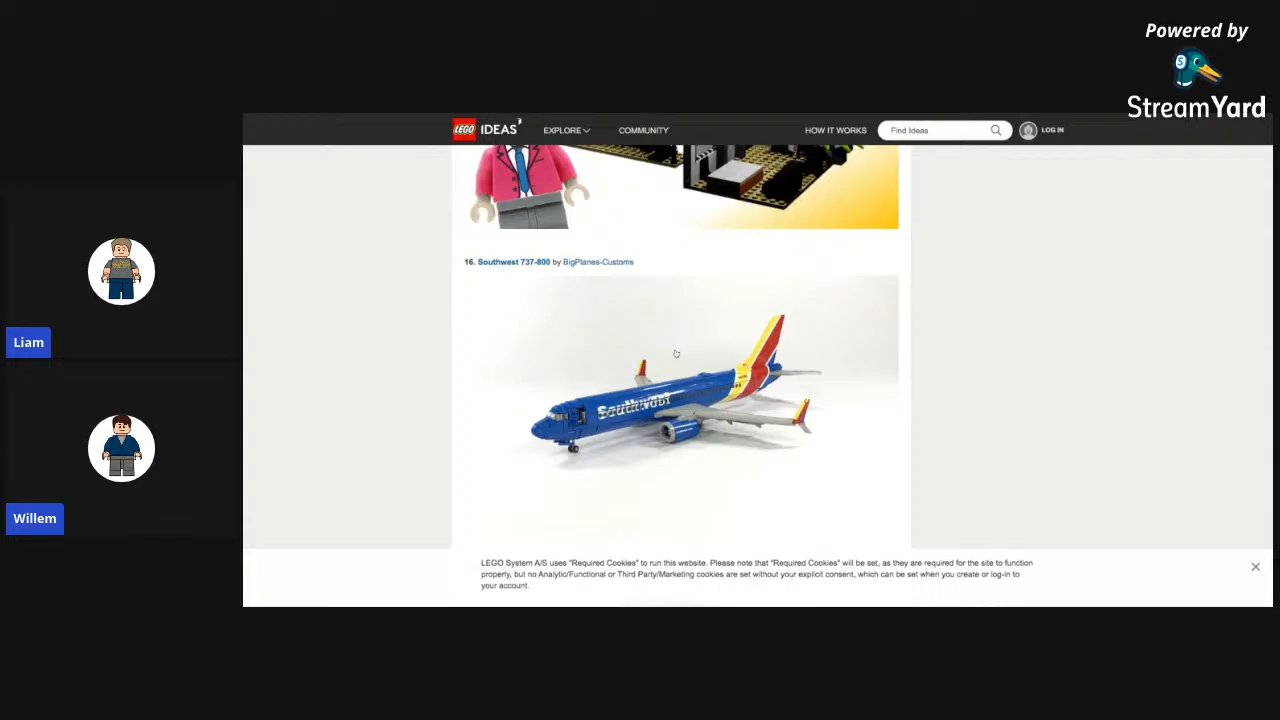 Powered by
StreamYard
LEGO IDEAS EXPLORE COMMUNITY HOW IT WORKS Find Ideas LOG IN
16. Southwest 737-800 by BigPlanes-Customs
Southwest
Liam
Willem
LEGO System A/S uses "Required Cookies" to run this website. Please note that "Required Cookies" will be set, as they are required for the site to function
properly, but no Analytic/Functional or Third Party/Marketing cookies are set without your explicit consent, which can be set when you create or log-in to
your account.